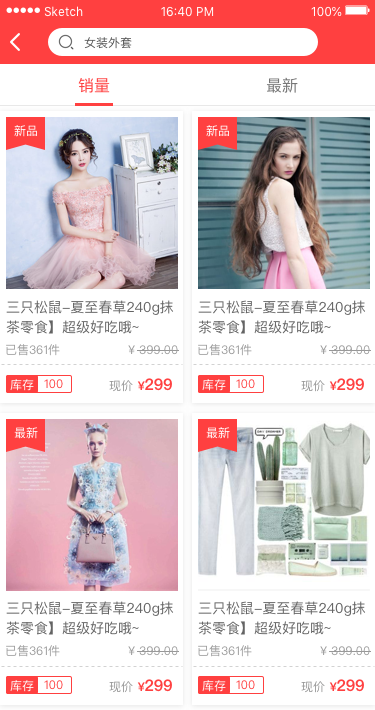 Sketch 16:40 PM 100%
女装外套
销量 最新
新品 新品
三只松鼠-夏至春草240g抹 三只松鼠-夏至春草240g抹
茶零食】超级好吃哦~ 茶零食】超级好吃哦~
已售361件 ¥ 399.00 已售361件 ¥ 399.00
库存 100 现价 ¥299 库存 100 现价 ¥299
最新 最新
三只松鼠-夏至春草240g抹 三只松鼠-夏至春草240g抹
茶零食】超级好吃哦~ 茶零食】超级好吃哦~
已售361件 ¥ 399.00 已售361件 ¥ 399.00
库存 100 现价 ¥299 库存 100 现价 ¥299